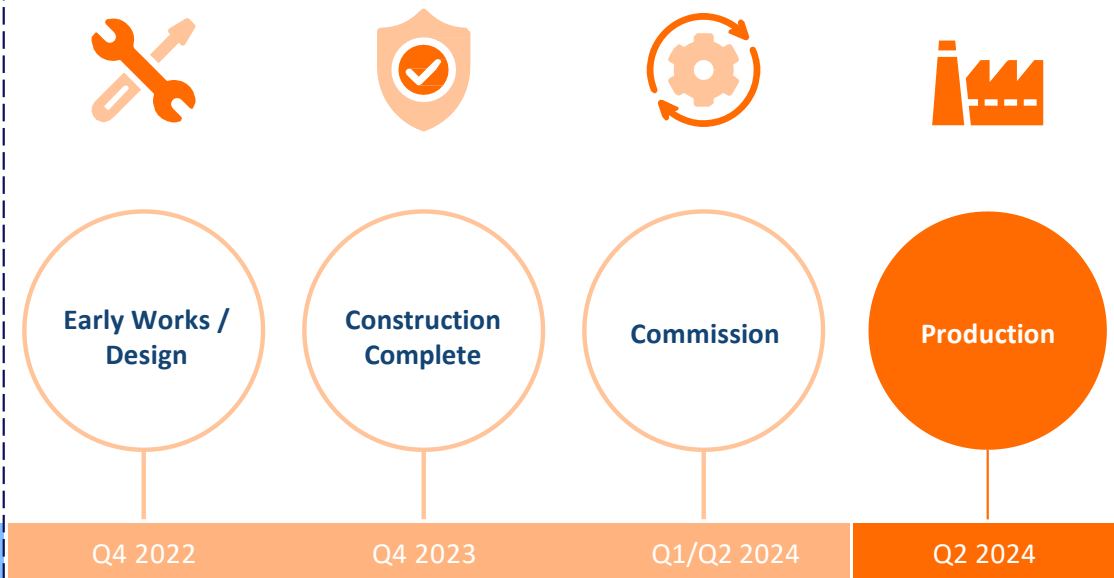 Early Works /
Design
Construction
Complete
Commission
Production
Q4 2022
Q4 2023
Q1/Q2 2024
Q2 2024